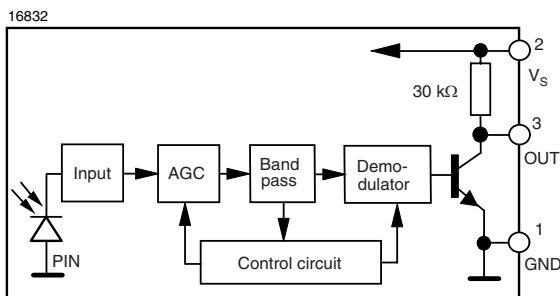 16832
2
V_S
30 kΩ
3
OUT
Input
AGC
Band
pass
Demo-
dulator
1
GND
PIN
Control circuit